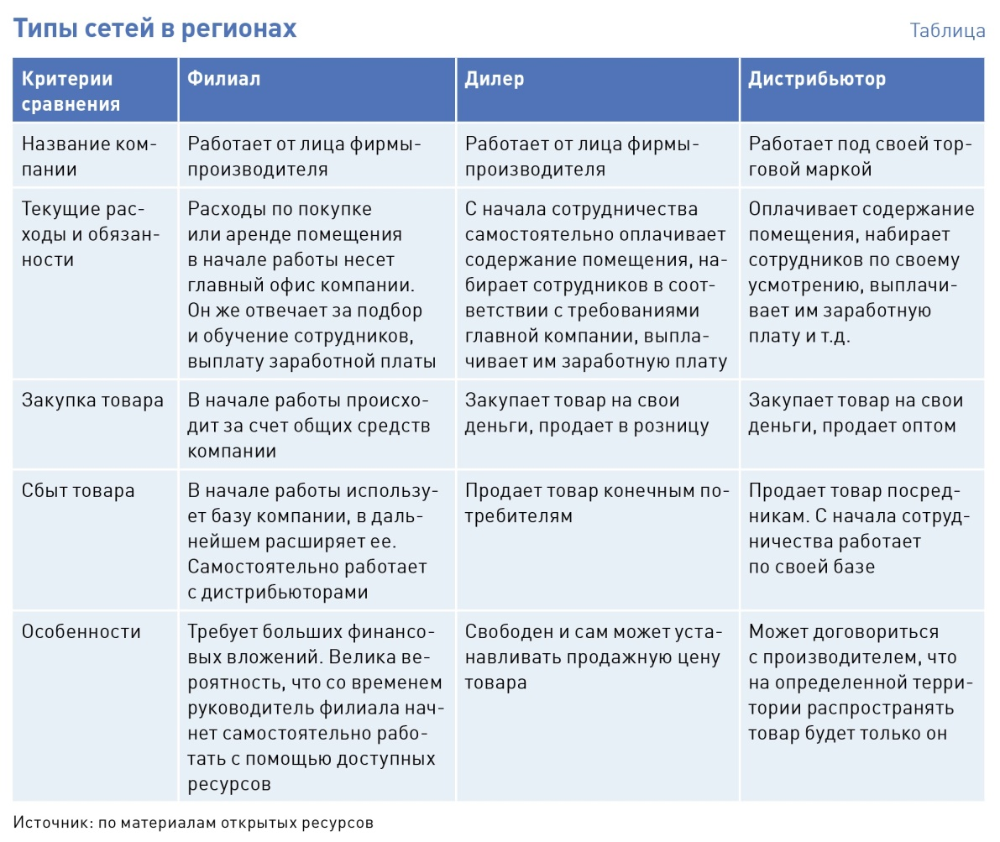 Типы сетей в регионах
Таблица
Критерии
сравнения
Филиал
Дилер
Дистрибьютор
Название ком-
пании
Работает от лица фирмы-
производителя
Работает от лица фирмы-
производителя
Работает под своей тор-
говой маркой
Текущие рас-
ходы и обязан-
ности
Расходы по покупке
или аренде помещения
в начале работы несет
главный офис компании.
Он же отвечает за подбор
и обучение сотрудников,
выплату заработной платы
С начала сотрудничества
самостоятельно оплачивает
содержание помещения, на-
бирает сотрудников в соот-
ветствии с требованиями
главной компании, выпла-
чивает им заработную плату
Оплачивает содержание
помещения, набирает
сотрудников по своему
усмотрению, выплачи-
вает им заработную
плату и т.д.
Закупка товара
В начале работы происхо-
дит за счет общих средств
компании
Закупает товар на свои
деньги, продает в розницу
Закупает товар на свои
деньги, продает оптом
Сбыт товара
В начале работы использу-
ет базу компании, в даль-
нейшем расширяет ее.
Самостоятельно работает
с дистрибьюторами
Продает товар конечным по-
требителям
Продает товар посред-
никам. С начала сотруд-
ничества работает
по своей базе
Особенности
Требует больших финансо-
вых вложений. Велика ве-
роятность, что со временем
руководитель филиала нач-
нет самостоятельно рабо-
тать с помощью доступных
ресурсов
Свободен и сам может уста-
навливать продажную цену
товара
Может договориться
с производителем, что
на определенной терри-
тории распространять
товар будет только он
Источник: по материалам открытых ресурсов